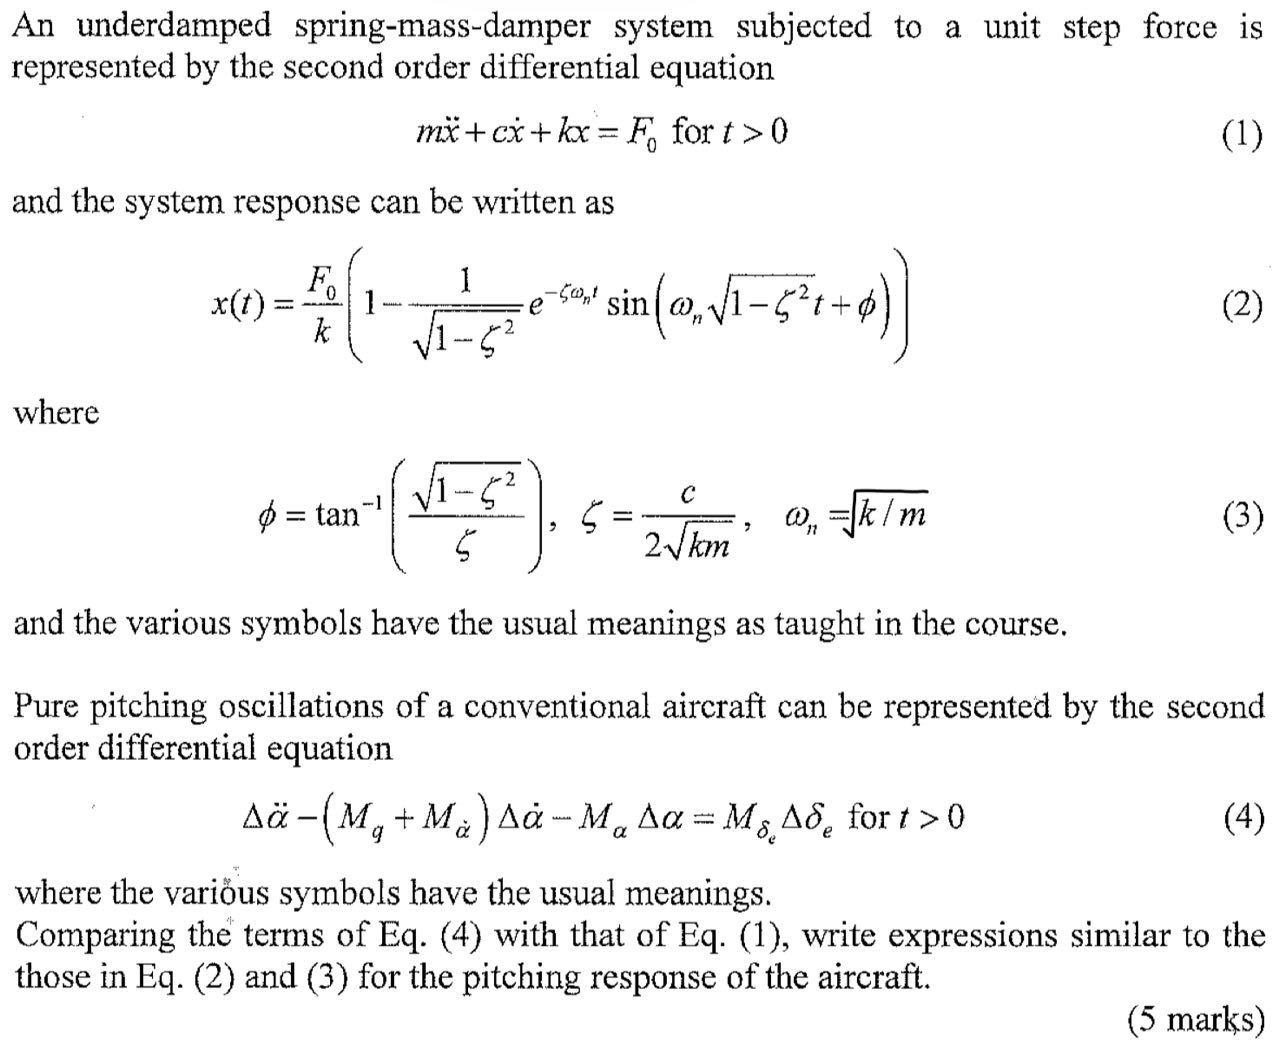 An underdamped spring-mass-damper system subjected to a unit step force is
represented by the second order differential equation
mẍ + cẋ + kx = F₀ for t > 0 (1)
and the system response can be written as
x(t) = F₀/k (1 − 1/√(1−ζ²) e^(−ζωₙt) sin(ωₙ√(1−ζ²)t + ϕ)) (2)
where
ϕ = tan⁻¹(√(1−ζ²)/ζ), ζ = c/(2√(km)), ωₙ = √(k/m) (3)
and the various symbols have the usual meanings as taught in the course.
Pure pitching oscillations of a conventional aircraft can be represented by the second
order differential equation
Δα̈ − (M_q + M_α̇) Δα̇ − M_α Δα = M_δₑ Δδₑ for t > 0 (4)
where the various symbols have the usual meanings.
Comparing the terms of Eq. (4) with that of Eq. (1), write expressions similar to the
those in Eq. (2) and (3) for the pitching response of the aircraft.
(5 marks)